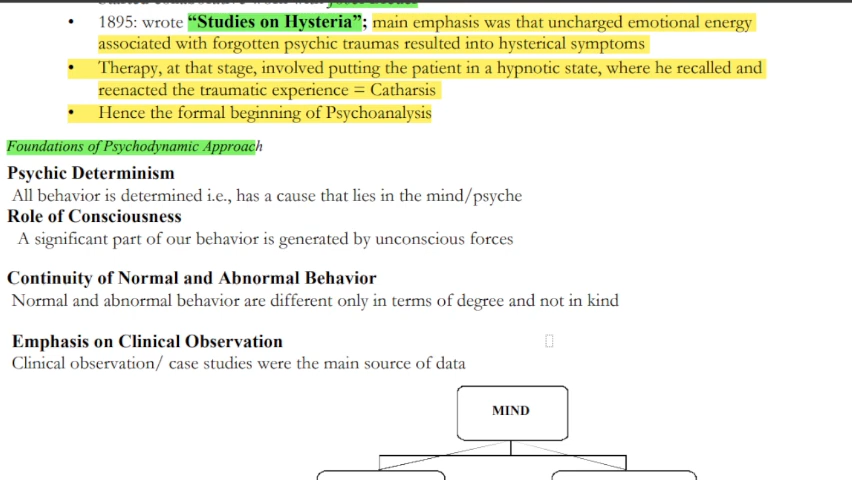 • 1895: wrote “Studies on Hysteria”; main emphasis was that uncharged emotional energy
associated with forgotten psychic traumas resulted into hysterical symptoms
• Therapy, at that stage, involved putting the patient in a hypnotic state, where he recalled and
reenacted the traumatic experience = Catharsis
• Hence the formal beginning of Psychoanalysis
Foundations of Psychodynamic Approach
Psychic Determinism
All behavior is determined i.e., has a cause that lies in the mind/psyche
Role of Consciousness
A significant part of our behavior is generated by unconscious forces
Continuity of Normal and Abnormal Behavior
Normal and abnormal behavior are different only in terms of degree and not in kind
Emphasis on Clinical Observation
Clinical observation/ case studies were the main source of data
MIND